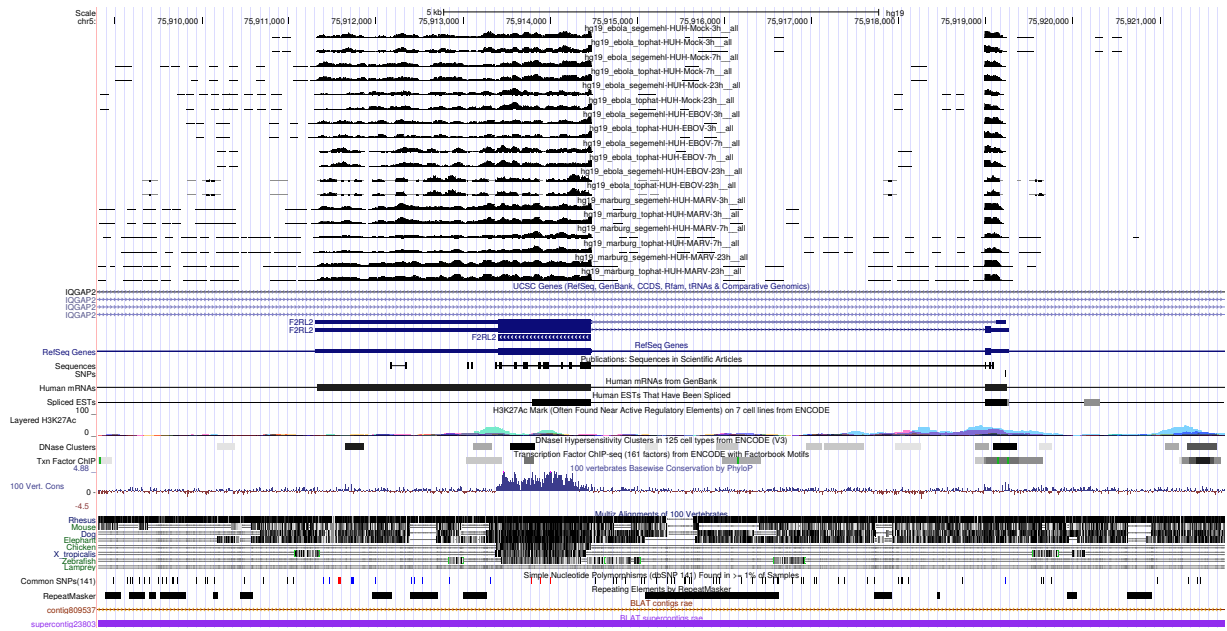 Scale 5 kb hg19
chr5: 75,910,000 75,911,000 75,912,000 75,913,000 75,914,000 75,915,000 75,916,000 75,917,000 75,918,000 75,919,000 75,920,000 75,921,000
hg19_ebola_segemehl-HUH-Mock-3h__all
hg19_ebola_tophat-HUH-Mock-3h__all
hg19_ebola_segemehl-HUH-Mock-7h__all
hg19_ebola_tophat-HUH-Mock-7h__all
hg19_ebola_segemehl-HUH-Mock-23h__all
hg19_ebola_tophat-HUH-Mock-23h__all
hg19_ebola_segemehl-HUH-EBOV-3h__all
hg19_ebola_tophat-HUH-EBOV-3h__all
hg19_ebola_segemehl-HUH-EBOV-7h__all
hg19_ebola_tophat-HUH-EBOV-7h__all
hg19_ebola_segemehl-HUH-EBOV-23h__all
hg19_ebola_tophat-HUH-EBOV-23h__all
hg19_marburg_segemehl-HUH-MARV-3h__all
hg19_marburg_tophat-HUH-MARV-3h__all
hg19_marburg_segemehl-HUH-MARV-7h__all
hg19_marburg_tophat-HUH-MARV-7h__all
hg19_marburg_segemehl-HUH-MARV-23h__all
hg19_marburg_tophat-HUH-MARV-23h__all
UCSC Genes (RefSeq, GenBank, CCDS, Rfam, tRNAs & Comparative Genomics)
IQGAP2
IQGAP2
IQGAP2
IQGAP2
F2RL2
F2RL2
F2RL2
RefSeq Genes
RefSeq Genes
Publications: Sequences in Scientific Articles
Sequences
SNPs
Human mRNAs from GenBank
Human mRNAs
Human ESTs That Have Been Spliced
Spliced ESTs
H3K27Ac Mark (Often Found Near Active Regulatory Elements) on 7 cell lines from ENCODE
100
Layered H3K27Ac
0
DNaseI Hypersensitivity Clusters in 125 cell types from ENCODE (V3)
DNase Clusters
Transcription Factor ChIP-seq (161 factors) from ENCODE with Factorbook Motifs
Txn Factor ChIP
100 vertebrates Basewise Conservation by PhyloP
4.88
100 Vert. Cons
0
-4.5
Multiz Alignments of 100 Vertebrates
Rhesus
Mouse
Dog
Elephant
Chicken
X_tropicalis
Zebrafish
Lamprey
Simple Nucleotide Polymorphisms (dbSNP 141) Found in >= 1% of Samples
Common SNPs(141)
Repeating Elements by RepeatMasker
RepeatMasker
BLAT contigs rae
contig809537
BLAT supercontigs rae
supercontig23803